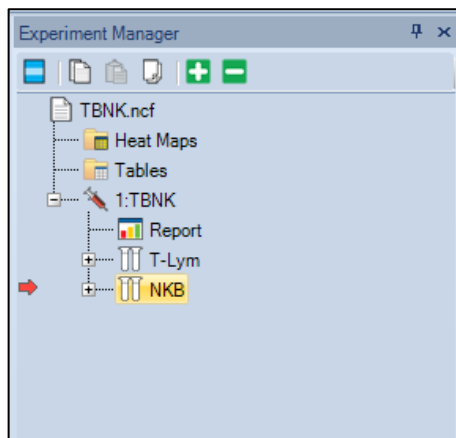 Experiment Manager
TBNK.ncf
Heat Maps
Tables
1:TBNK
Report
T-Lym
NKB